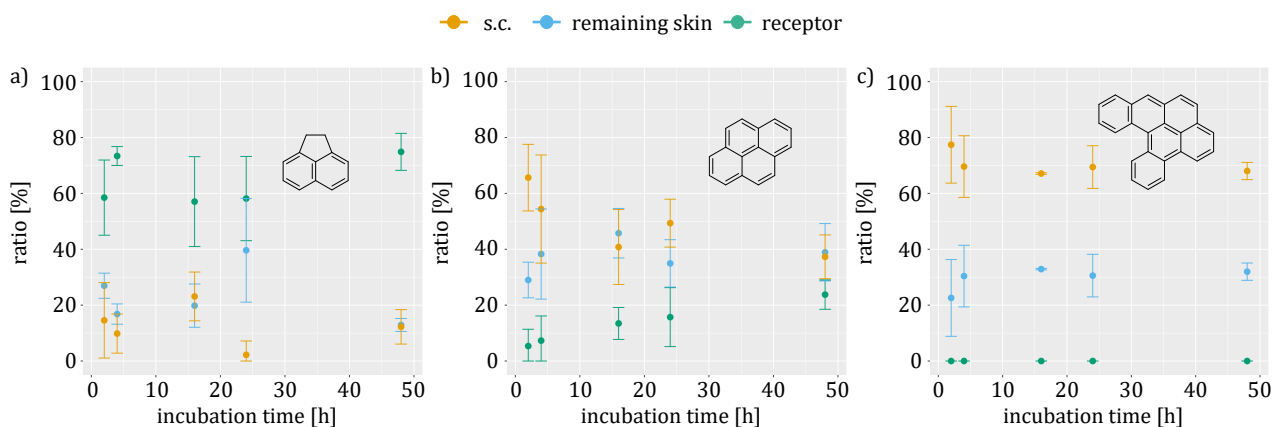 s.c. remaining skin receptor
a) b) c)
100 100 100
80 80 80
60 60 60
40 40 40
20 20 20
0 0 0
ratio [%] ratio [%] ratio [%]
0 10 20 30 40 50 0 10 20 30 40 50 0 10 20 30 40 50
incubation time [h] incubation time [h] incubation time [h]